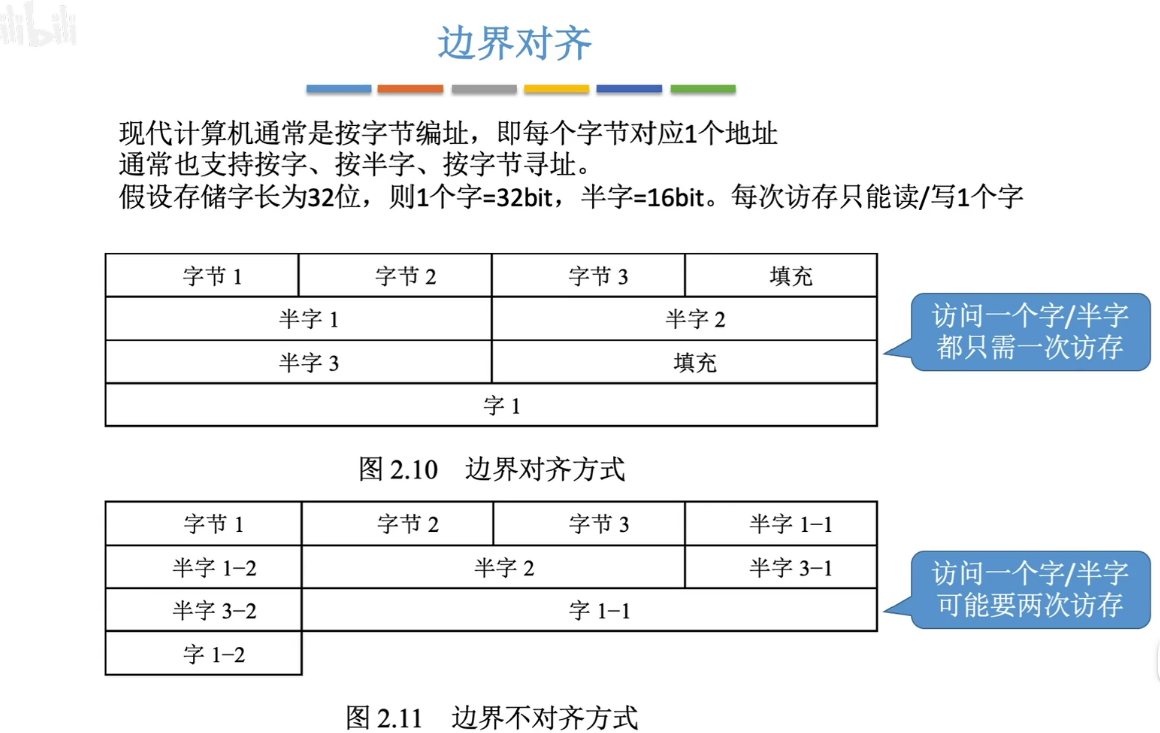 bilibili
边界对齐
现代计算机通常是按字节编址，即每个字节对应1个地址
通常也支持按字、按半字、按字节寻址。
假设存储字长为32位，则1个字=32bit，半字=16bit。每次访存只能读/写1个字
字节 1 字节 2 字节 3 填充
半字 1 半字 2
半字 3 填充
字 1
访问一个字/半字
都只需一次访存
图 2.10 边界对齐方式
字节 1 字节 2 字节 3 半字 1-1
半字 1-2 半字 2 半字 3-1
半字 3-2 字 1-1
字 1-2
访问一个字/半字
可能要两次访存
图 2.11 边界不对齐方式